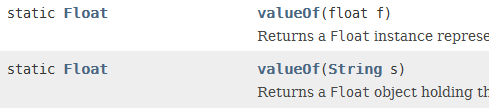 static Float valueOf(float f)
Returns a Float instance represe
static Float valueOf(String s)
Returns a Float object holding th